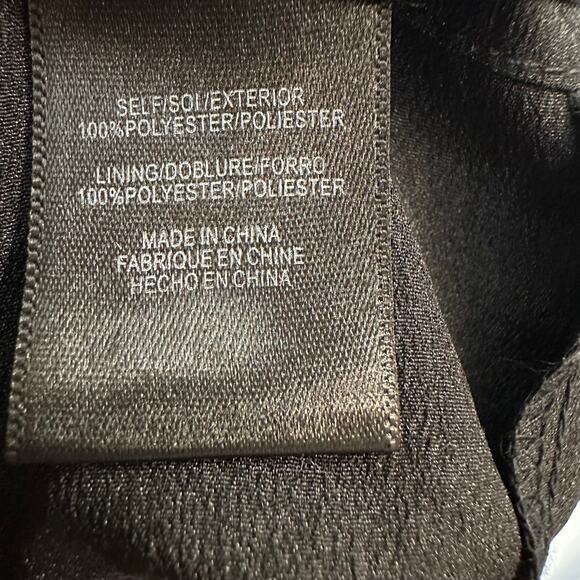 SELF/SOI/EXTERIOR
100%POLYESTER/POLIESTER
LINING/DOBLURE/FORRO
100%POLYESTER/POLIESTER
MADE IN CHINA
FABRIQUE EN CHINE
HECHO EN CHINA